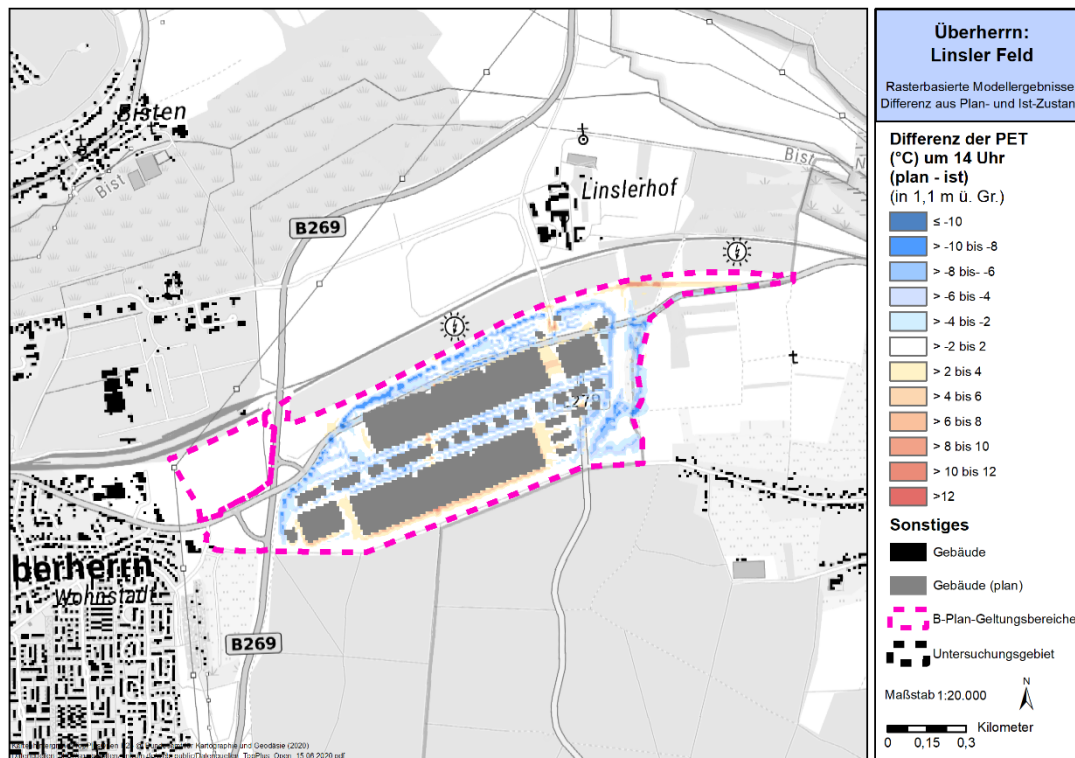 Bisten
Bist
Linslerhof
Bist
N
B269
279
berherrn
Wohnstadt
B269
Kartographie und Geodäsie (2020)
Überherrn:
Linsler Feld
Rasterbasierte Modellergebnisse
Differenz aus Plan- und Ist-Zustan
Differenz der PET
(°C) um 14 Uhr
(plan - ist)
(in 1,1 m ü. Gr.)
≤ -10
> -10 bis -8
> -8 bis- -6
> -6 bis -4
> -4 bis -2
> -2 bis 2
> 2 bis 4
> 4 bis 6
> 6 bis 8
> 8 bis 10
> 10 bis 12
>12
Sonstiges
Gebäude
Gebäude (plan)
B-Plan-Geltungsbereiche
Untersuchungsgebiet
Maßstab 1:20.000
N
Kilometer
0 0,15 0,3